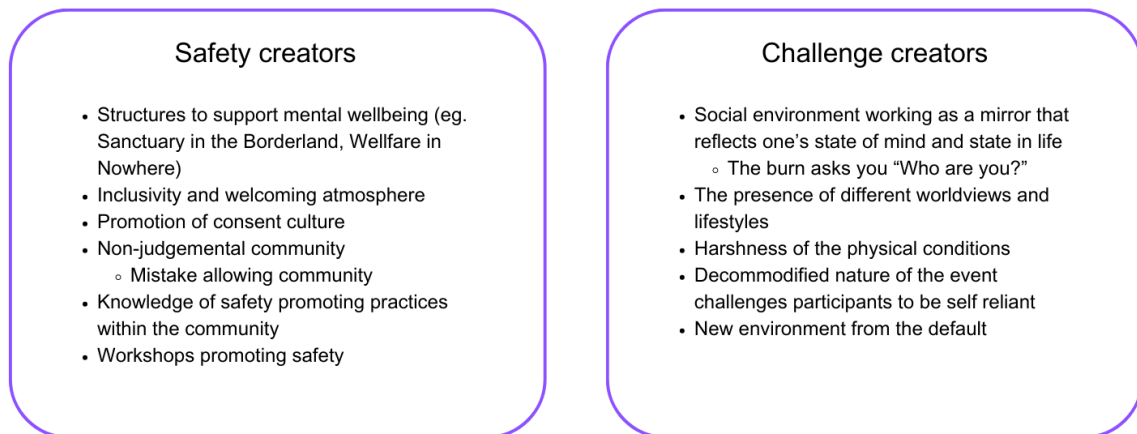 Safety creators
• Structures to support mental wellbeing (eg.
Sanctuary in the Borderland, Wellfare in
Nowhere)
• Inclusivity and welcoming atmosphere
• Promotion of consent culture
• Non-judgemental community
◦ Mistake allowing community
• Knowledge of safety promoting practices
within the community
• Workshops promoting safety
Challenge creators
• Social environment working as a mirror that
reflects one’s state of mind and state in life
◦ The burn asks you “Who are you?”
• The presence of different worldviews and
lifestyles
• Harshness of the physical conditions
• Decommodified nature of the event
challenges participants to be self reliant
• New environment from the default